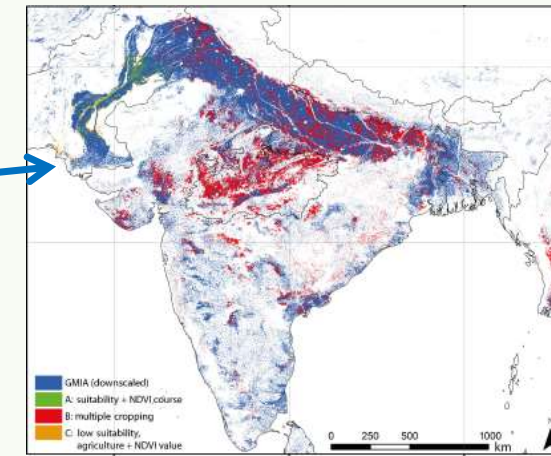 GMIA (downscaled)
A: suitability + NDVI course
B: multiple cropping
C: low suitability,
agriculture + NDVI value
0 250 500 1000
km